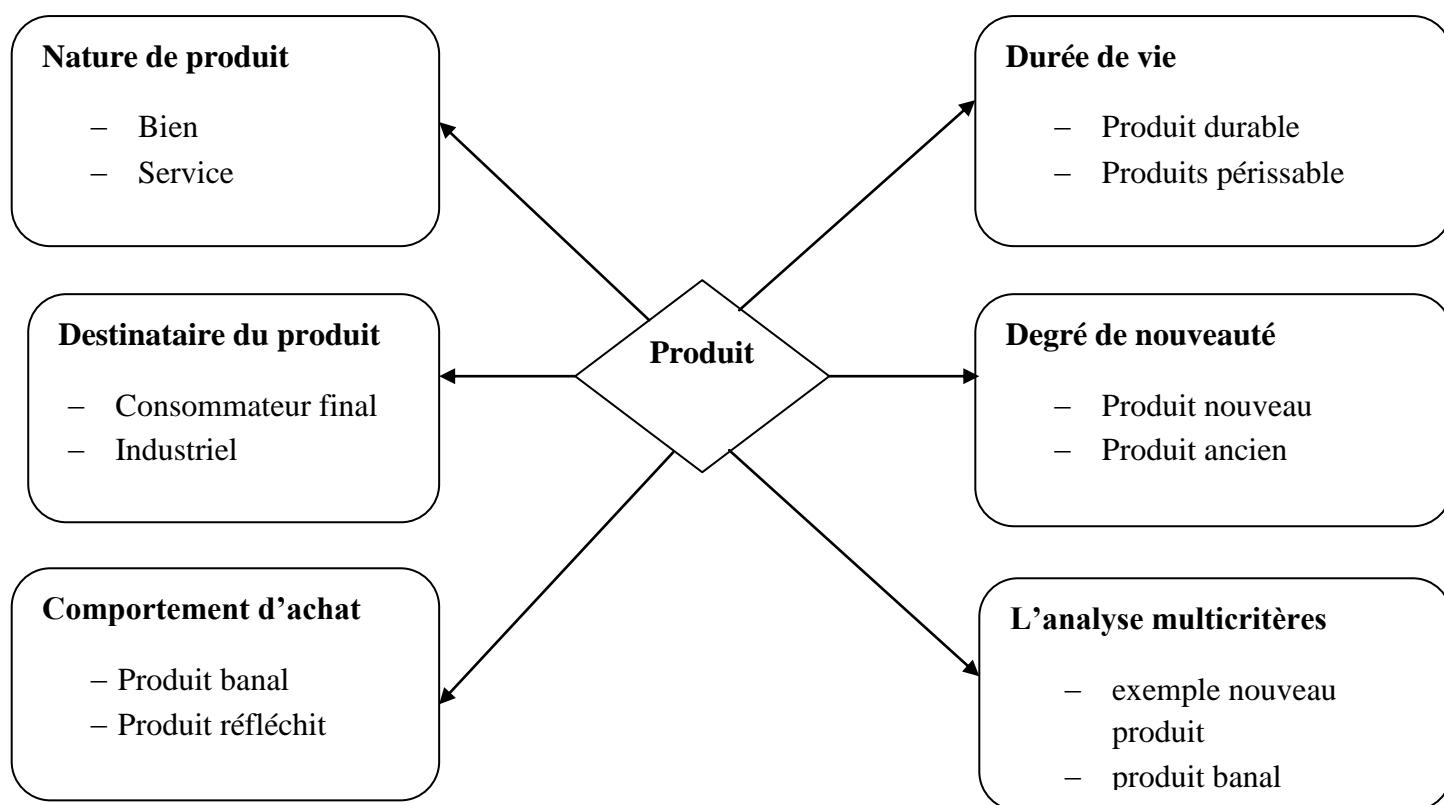 Nature de produit
– Bien
– Service
Durée de vie
– Produit durable
– Produits périssable
Destinataire du produit
– Consommateur final
– Industriel
Produit
Degré de nouveauté
– Produit nouveau
– Produit ancien
Comportement d’achat
– Produit banal
– Produit réfléchit
L’analyse multicritères
– exemple nouveau
produit
– produit banal